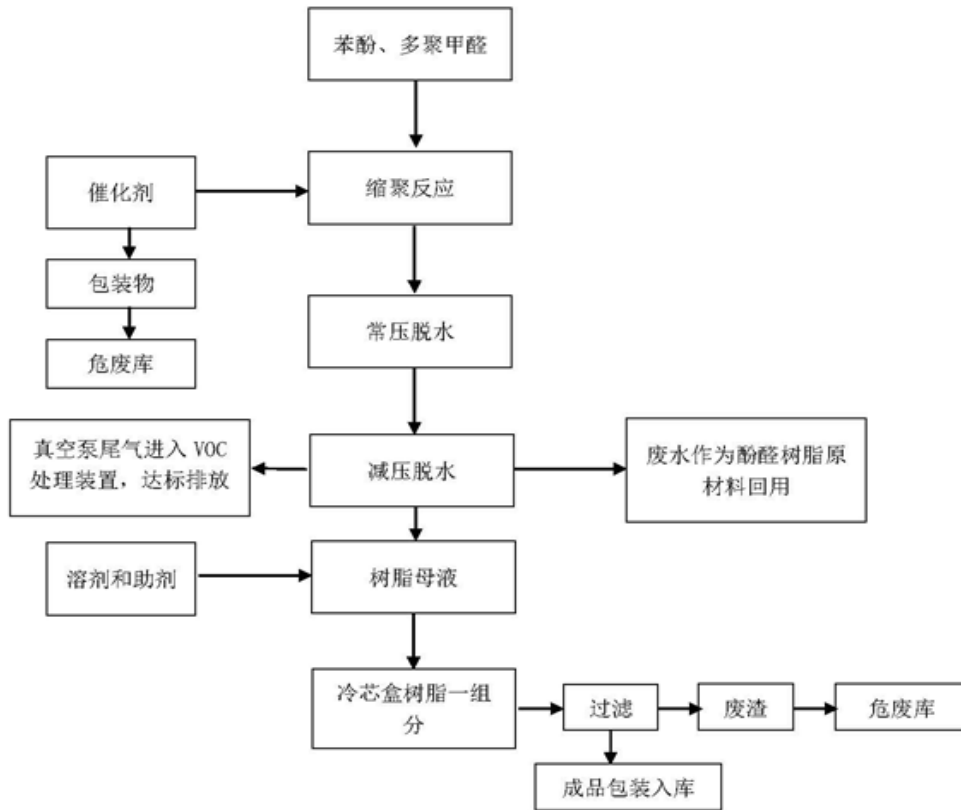 苯酚、多聚甲醛
催化剂
缩聚反应
包装物
常压脱水
危废库
真空泵尾气进入 VOC
处理装置，达标排放
减压脱水
废水作为酚醛树脂原
材料回用
溶剂和助剂
树脂母液
冷芯盒树脂一组
分
过滤
废渣
危废库
成品包装入库